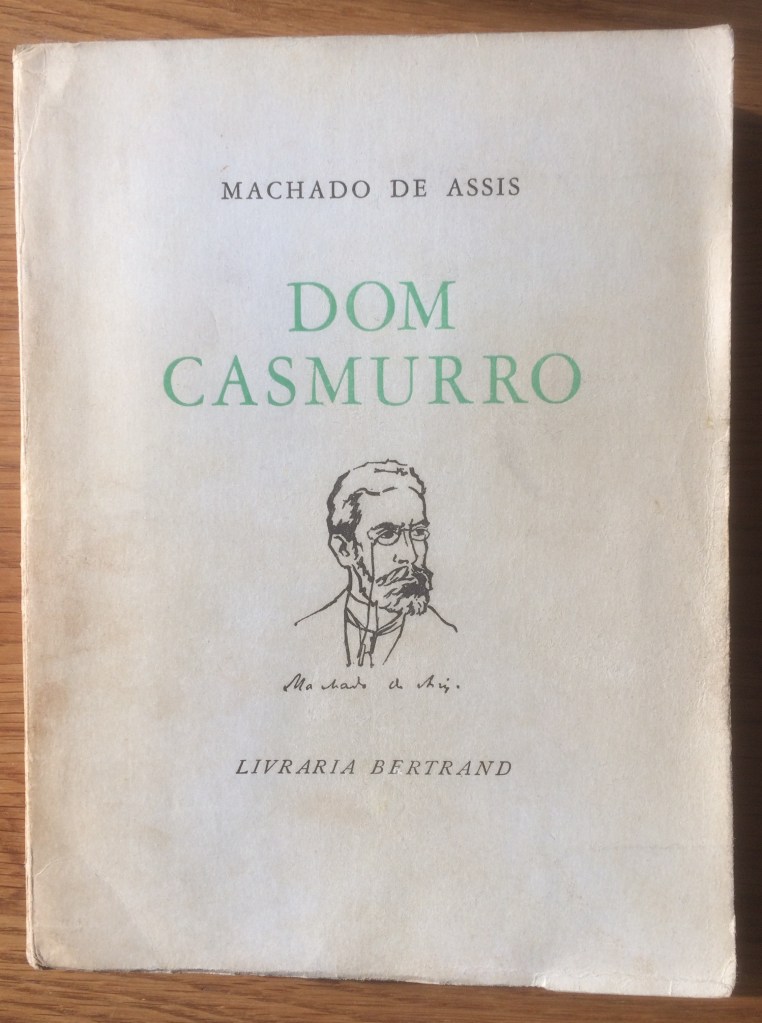 MACHADO DE ASSIS
DOM
CASMURRO
Machado de Assis.
LIVRARIA BERTRAND